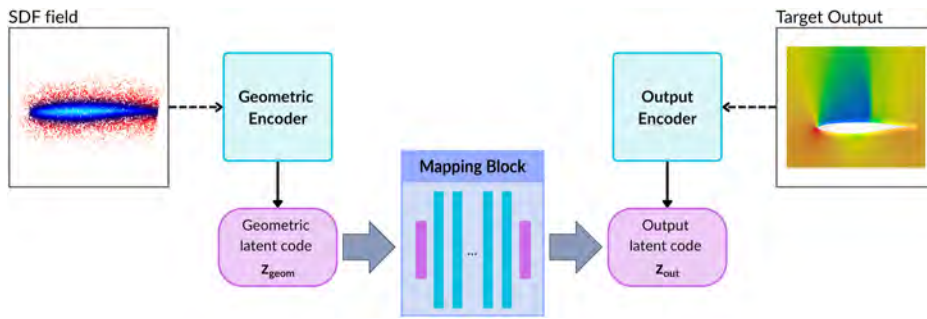 SDF field
Target Output
Geometric
Encoder
Output
Encoder
Mapping Block
Geometric
latent code
z_geom
...
Output
latent code
z_out